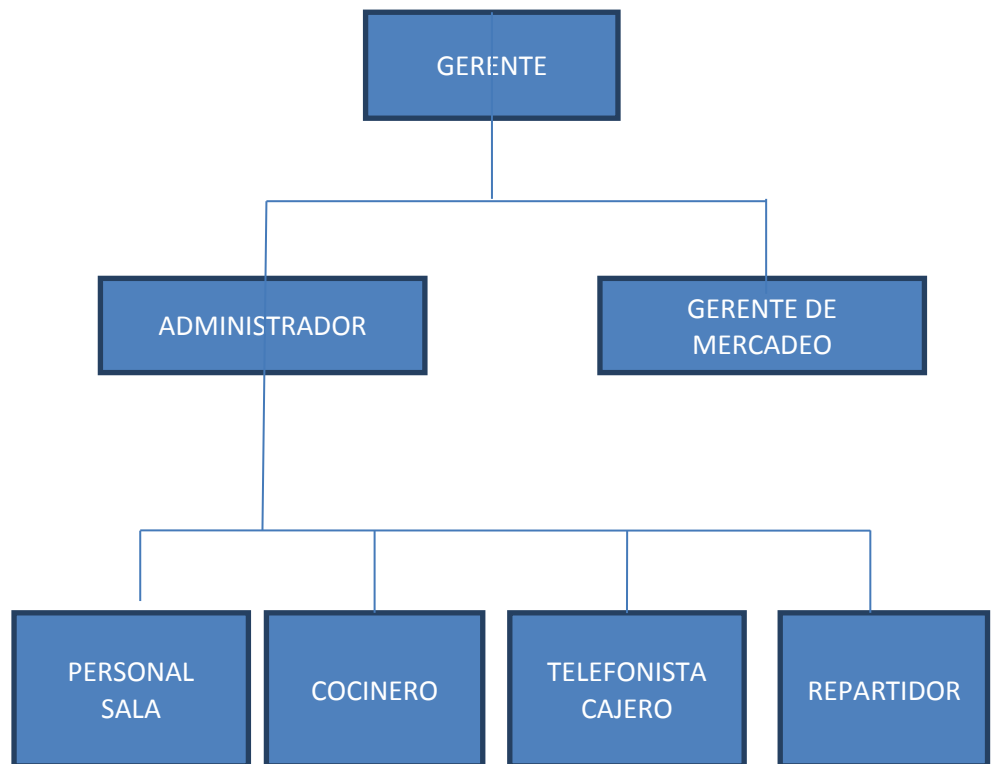 GERENTE
ADMINISTRADOR
GERENTE DE
MERCADEO
PERSONAL
SALA
COCINERO
TELEFONISTA
CAJERO
REPARTIDOR